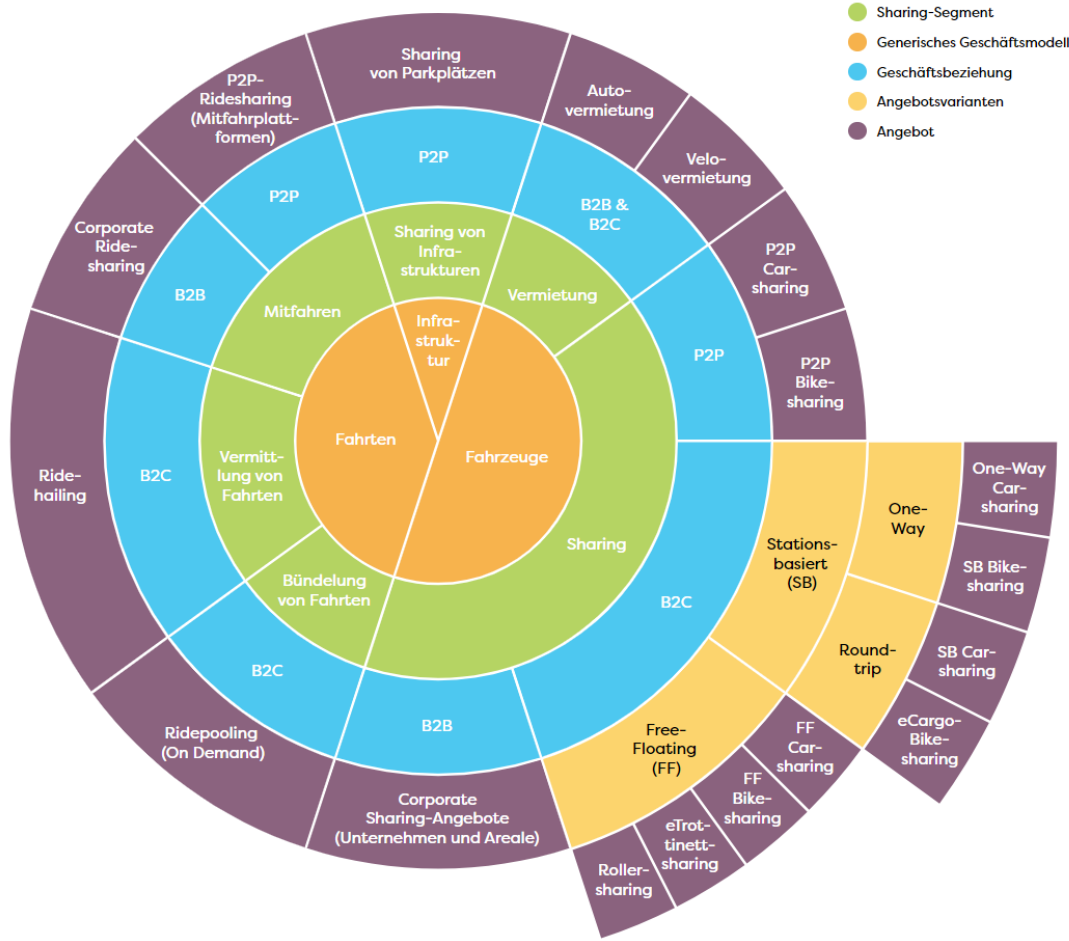 Sharing-Segment
Generisches Geschäftsmodell
Geschäftsbeziehung
Angebotsvarianten
Angebot
Sharing
von Parkplätzen
Auto-
vermietung
Velo-
vermietung
P2P
Car-
sharing
P2P
Bike-
sharing
One-Way
Car-
sharing
SB Bike-
sharing
SB Car-
sharing
eCargo-
Bike-
sharing
FF
Car-
sharing
FF
Bike-
sharing
eTrot-
tinett-
sharing
Roller-
sharing
Corporate
Sharing-Angebote
(Unternehmen und Areale)
Ridepooling
(On Demand)
Ride-
hailing
Corporate
Ride-
sharing
P2P-
Ridesharing
(Mitfahrplatt-
formen)
One-
Way
Round-
trip
Stations-
basiert
(SB)
Free-
Floating
(FF)
P2P
B2B &
B2C
P2P
B2C
B2B
B2C
B2C
B2B
P2P
Sharing von
Infra-
strukturen
Vermietung
Sharing
Bündelung
von Fahrten
Vermitt-
lung von
Fahrten
Mitfahren
Infra-
struk-
tur
Fahrzeuge
Fahrten